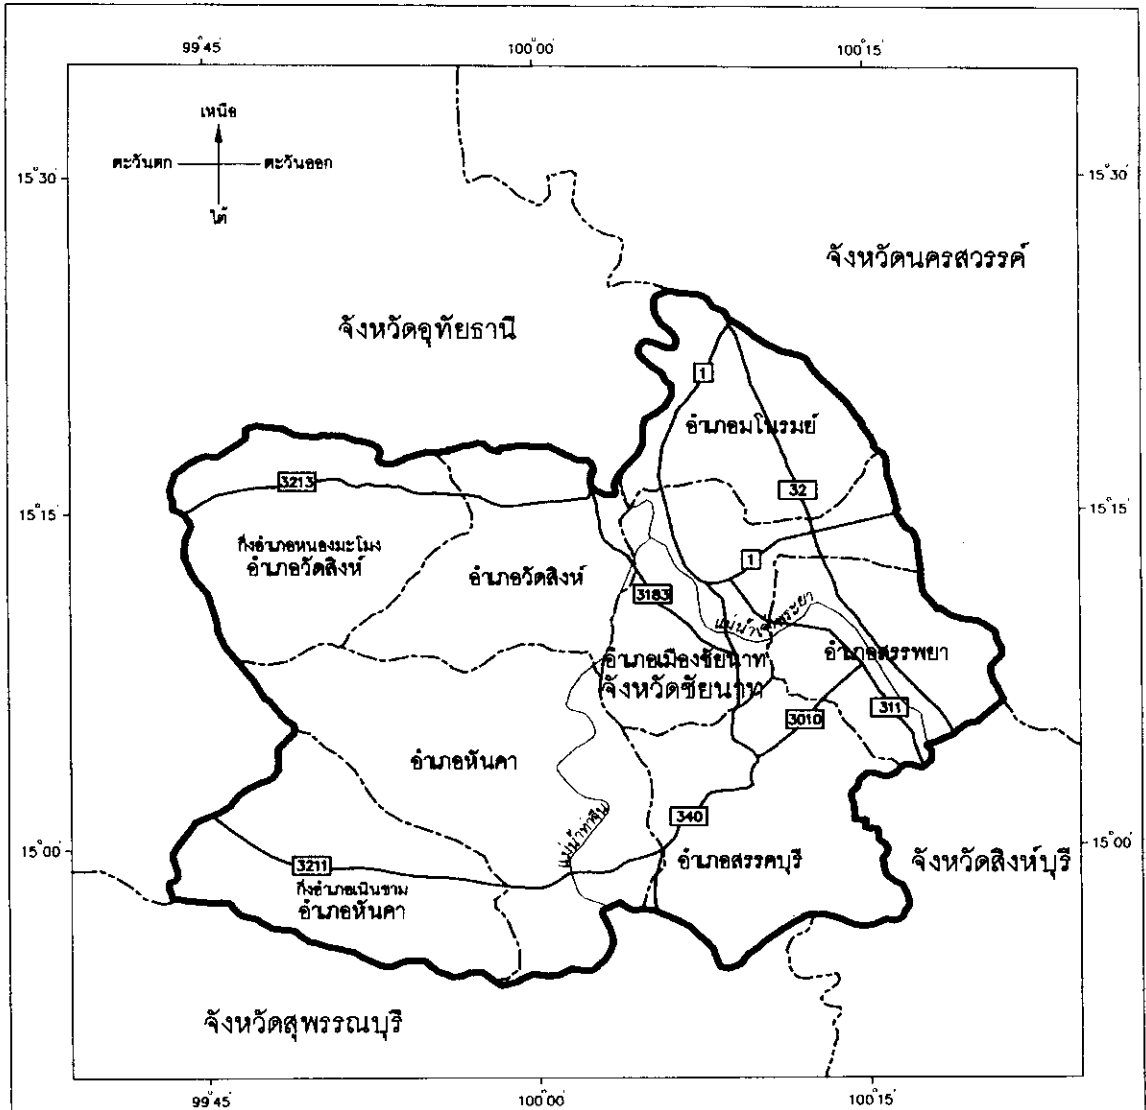 99°45'
100°00'
100°15'
เหนือ
ตะวันตก
ตะวันออก
ใต้
15°30'
15°30'
จังหวัดนครสวรรค์
จังหวัดอุทัยธานี
1
อำเภอมโนรมย์
3213
32
15°15'
15°15'
กิ่งอำเภอหนองมะโมง
อำเภอวัดสิงห์
อำเภอวัดสิงห์
1
3183
แม่น้ำเจ้าพระยา
อำเภอเมืองชัยนาท
จังหวัดชัยนาท
อำเภอสรรพยา
311
3010
อำเภอหันคา
340
แม่น้ำท่าจีน
15°00'
15°00'
3211
กิ่งอำเภอเนินขาม
อำเภอหันคา
อำเภอสรรคบุรี
จังหวัดสิงห์บุรี
จังหวัดสุพรรณบุรี
99°45'
100°00'
100°15'